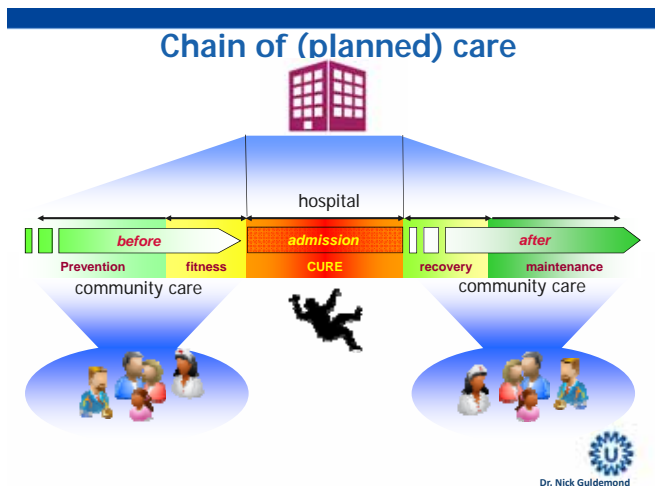 Chain of (planned) care
hospital
before
admission
after
Prevention
fitness
CURE
recovery
maintenance
community care
community care
U
Dr. Nick Guldemond